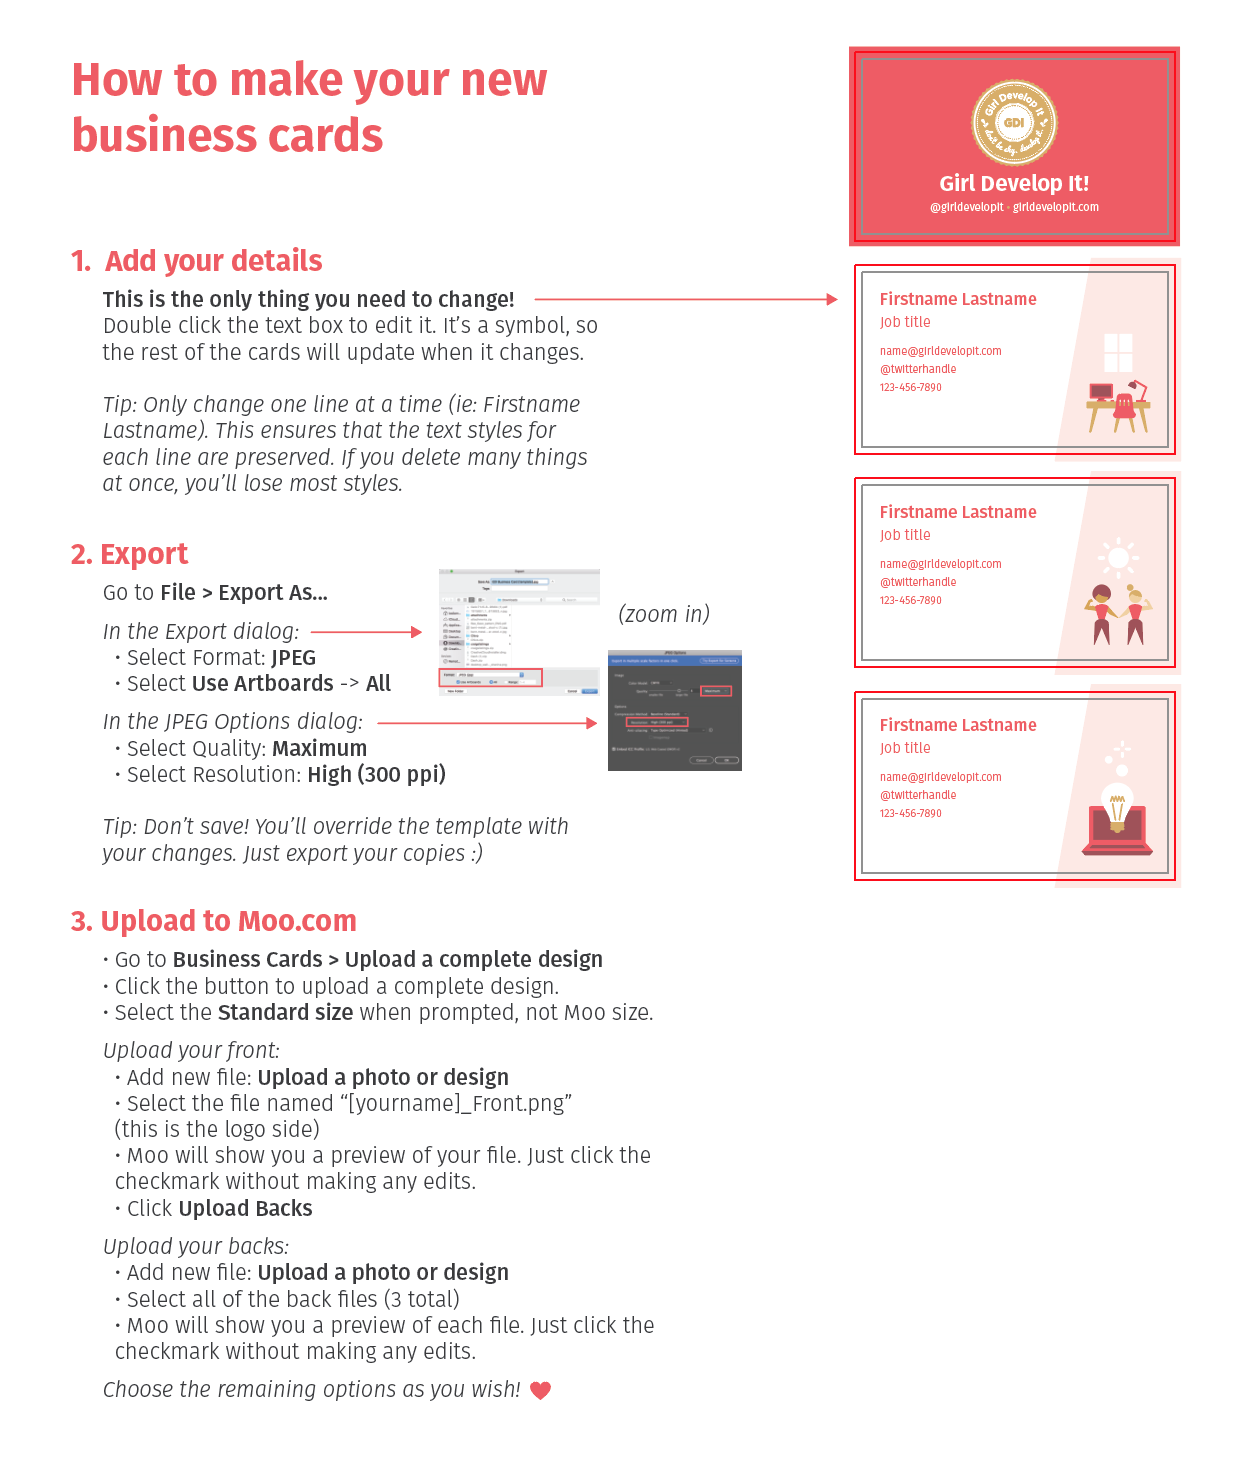 How to make your new
business cards
1. Add your details
This is the only thing you need to change!
Double click the text box to edit it. It’s a symbol, so
the rest of the cards will update when it changes.
Tip: Only change one line at a time (ie: Firstname
Lastname). This ensures that the text styles for
each line are preserved. If you delete many things
at once, you’ll lose most styles.
2. Export
Go to File > Export As...
In the Export dialog:
• Select Format: JPEG
• Select Use Artboards -> All
In the JPEG Options dialog:
• Select Quality: Maximum
• Select Resolution: High (300 ppi)
(zoom in)
Tip: Don’t save! You’ll override the template with
your changes. Just export your copies :)
3. Upload to Moo.com
• Go to Business Cards > Upload a complete design
• Click the button to upload a complete design.
• Select the Standard size when prompted, not Moo size.
Upload your front:
• Add new file: Upload a photo or design
• Select the file named “[yourname]_Front.png”
(this is the logo side)
• Moo will show you a preview of your file. Just click the
checkmark without making any edits.
• Click Upload Backs
Upload your backs:
• Add new file: Upload a photo or design
• Select all of the back files (3 total)
• Moo will show you a preview of each file. Just click the
checkmark without making any edits.
Choose the remaining options as you wish!
Girl Develop It
GDI
don't be shy. develop it.
Girl Develop It!
@girldevelopit · girldevelopit.com
Firstname Lastname
Job title
name@girldevelopit.com
@twitterhandle
123-456-7890
Firstname Lastname
Job title
name@girldevelopit.com
@twitterhandle
123-456-7890
Firstname Lastname
Job title
name@girldevelopit.com
@twitterhandle
123-456-7890